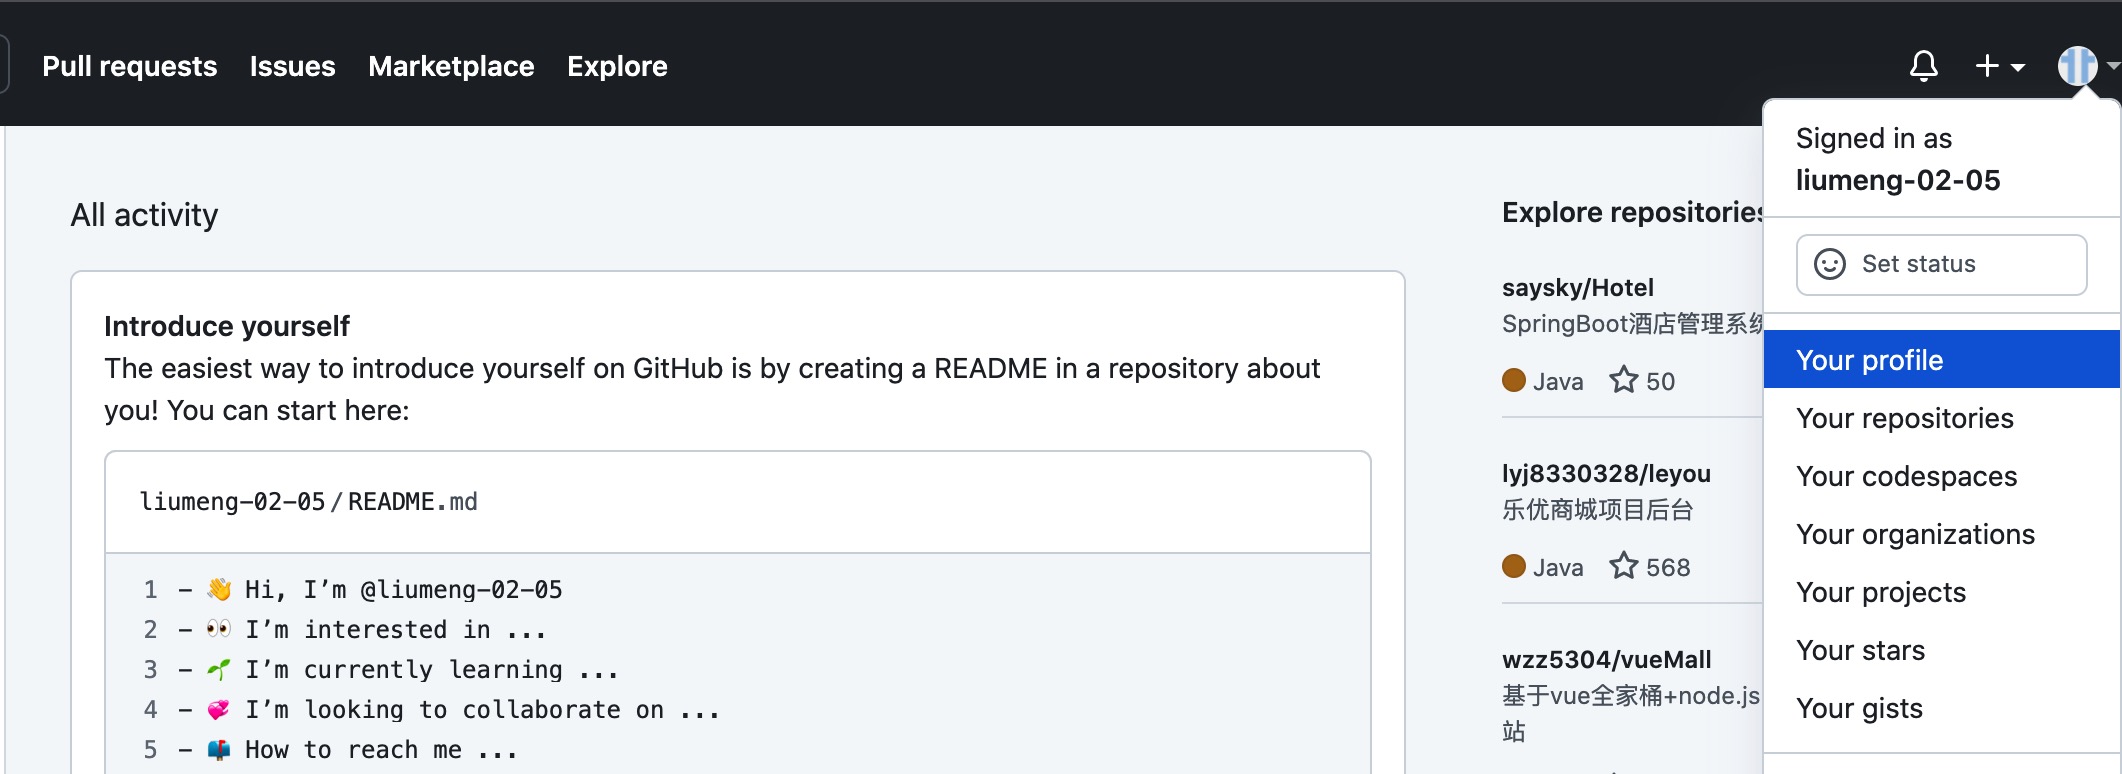 Pull requests Issues Marketplace Explore
All activity
Introduce yourself
The easiest way to introduce yourself on GitHub is by creating a README in a repository about
you! You can start here:
liumeng-02-05/README.md
1 - 👋 Hi, I’m @liumeng-02-05
2 - 👀 I’m interested in ...
3 - 🌱 I’m currently learning ...
4 - 💞️ I’m looking to collaborate on ...
5 - 📫 How to reach me ...
Explore repositories
saysky/Hotel
SpringBoot酒店管理系统
Java 50
lyj8330328/leyou
乐优商城项目后台
Java 568
wzz5304/vueMall
基于vue全家桶+node.js
站
Signed in as
liumeng-02-05
Set status
Your profile
Your repositories
Your codespaces
Your organizations
Your projects
Your stars
Your gists